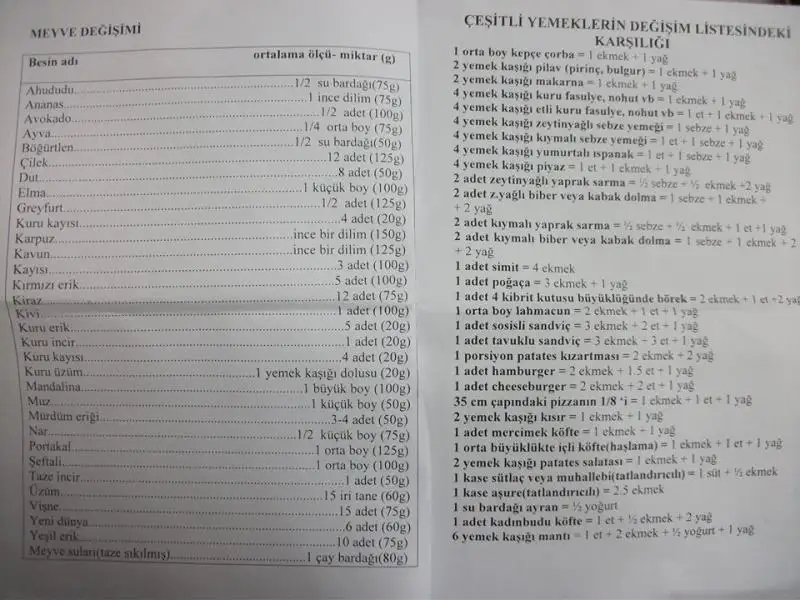 MEYVE DEĞİŞİMİ
Besin adı ortalama ölçü- miktar (g)
Ahududu.......................1/2 su bardağı(75g)
Ananas.......................1 ince dilim (75g)
Avokado.......................1/2 adet (100g)
Ayva.......................1/4 orta boy (75g)
Böğürtlen.......................1/2 su bardağı(50g)
Çilek.......................12 adet (125g)
Dut.......................8 adet (50g)
Elma.......................1 küçük boy (100g)
Greyfurt.......................1/2 adet (125g)
Kuru kayısı.......................4 adet (20g)
Karpuz.......................ince bir dilim (150g)
Kavun.......................ince bir dilim (125g)
Kayısı.......................3 adet (100g)
Kırmızı erik.......................5 adet (100g)
Kiraz.......................12 adet (75g)
Kivi.......................1 adet (100g)
Kuru erik.......................5 adet (20g)
Kuru incir.......................1 adet (20g)
Kuru kayısı.......................4 adet (20g)
Kuru üzüm.......................1 yemek kaşığı dolusu (20g)
Mandalina.......................1 büyük boy (100g)
Muz.......................1 küçük boy (50g)
Mürdüm eriği.......................3-4 adet (50g)
Nar.......................1/2 küçük boy (75g)
Portakal.......................1 orta boy (125g)
Şeftali.......................1 orta boy (100g)
Taze incir.......................1 adet (50g)
Üzüm.......................15 iri tane (60g)
Vişne.......................15 adet (75g)
Yeni dünya.......................6 adet (60g)
Yeşil erik.......................10 adet (75g)
Meyve suları(taze sıkılmış).......................1 çay bardağı(80g)
ÇEŞİTLİ YEMEKLERİN DEĞİŞİM LİSTESİNDEKİ
KARŞILIĞI
1 orta boy kepçe çorba = 1 ekmek + 1 yağ
2 yemek kaşığı pilav (pirinç, bulgur) = 1 ekmek + 1 yağ
2 yemek kaşığı makarna = 1 ekmek + 1 yağ
4 yemek kaşığı kuru fasulye, nohut vb = 1 ekmek + 1 yağ
4 yemek kaşığı etli kuru fasulye, nohut vb = 1 et + 1 ekmek + 1 yağ
4 yemek kaşığı zeytinyağlı sebze yemeği = 1 sebze + 1 yağ
4 yemek kaşığı kıymalı sebze yemeği = 1 et + 1 sebze + 1 yağ
4 yemek kaşığı yumurtalı ıspanak = 1 et + 1 sebze + 1 yağ
4 yemek kaşığı piyaz = 1 et + 1 ekmek + 1 yağ
2 adet zeytinyağlı yaprak sarma = ½ sebze + ½ ekmek +2 yağ
2 adet z.yağlı biber veya kabak dolma = 1 sebze + 1 ekmek +
+ 2 yağ
2 adet kıymalı yaprak sarma = ½ sebze + ½ ekmek + 1 et +1 yağ
2 adet kıymalı biber veya kabak dolma = 1 sebze + 1 ekmek + 2
+ 2 yağ
1 adet simit = 4 ekmek
1 adet poğaça = 3 ekmek + 1 yağ
1 adet 4 kibrit kutusu büyüklüğünde börek = 2 ekmek + 1 et +2 yağ
1 orta boy lahmacun = 2 ekmek + 1 et + 1 yağ
1 adet sosisli sandviç = 3 ekmek + 2 et + 1 yağ
1 adet tavuklu sandviç = 3 ekmek + 3 et + 1 yağ
1 porsiyon patates kızartması = 2 ekmek + 2 yağ
1 adet hamburger = 2 ekmek + 1.5 et + 1 yağ
1 adet cheeseburger = 2 ekmek + 2 et + 1 yağ
35 cm çapındaki pizzanın 1/8 'i = 1 ekmek + 1 et + 1 yağ
2 yemek kaşığı kısır = 1 ekmek + 1 yağ
1 adet mercimek köfte = 1 ekmek + 1 yağ
1 orta büyüklükte içli köfte(haşlama) = 1 ekmek + 1 et + 1 yağ
2 yemek kaşığı patates salatası = 1 ekmek + 1 yağ
1 kase sütlaç veya muhallebi(tatlandırıcılı) = 1 süt + ½ ekmek
1 kase aşure(tatlandırıcılı) = 2.5 ekmek
1 su bardağı ayran = ½ yoğurt
1 adet kadınbudu köfte = 1 et + ½ ekmek + 2 yağ
6 yemek kaşığı mantı = 1 et + 2 ekmek + ½ yoğurt + 1 yağ